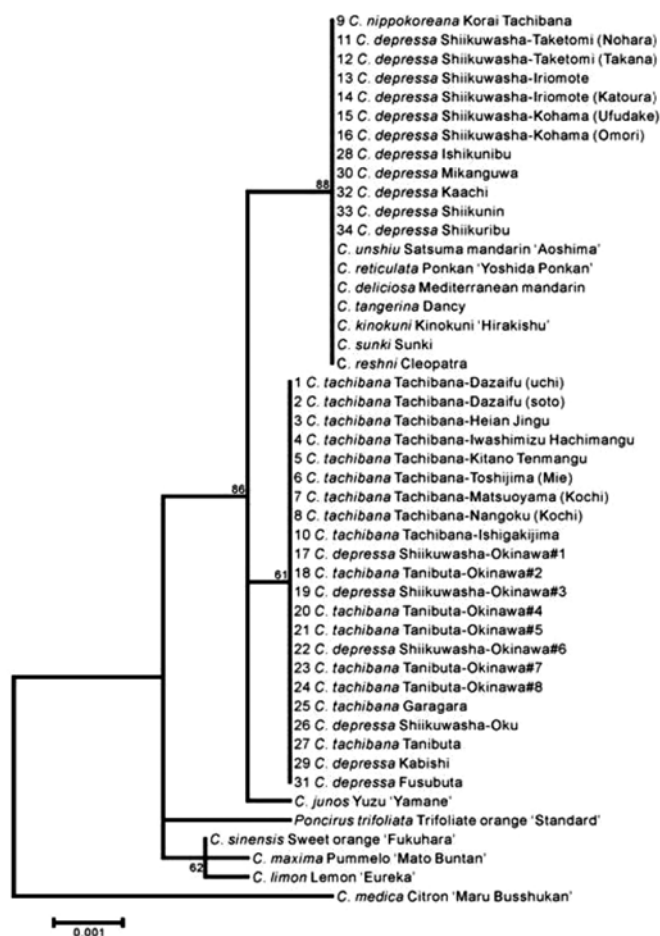 9 C. nippokoreana Korai Tachibana
11 C. depressa Shiikuwasha-Taketomi (Nohara)
12 C. depressa Shiikuwasha-Taketomi (Takana)
13 C. depressa Shiikuwasha-Iriomote
14 C. depressa Shiikuwasha-Iriomote (Katoura)
15 C. depressa Shiikuwasha-Kohama (Ufudake)
16 C. depressa Shiikuwasha-Kohama (Omori)
28 C. depressa Ishikunibu
88
30 C. depressa Mikanguwa
32 C. depressa Kaachi
33 C. depressa Shiikunin
34 C. depressa Shiikuribu
C. unshiu Satsuma mandarin 'Aoshima'
C. reticulata Ponkan 'Yoshida Ponkan'
C. deliciosa Mediterranean mandarin
C. tangerina Dancy
C. kinokuni Kinokuni 'Hirakishu'
C. sunki Sunki
C. reshni Cleopatra
1 C. tachibana Tachibana-Dazaifu (uchi)
2 C. tachibana Tachibana-Dazaifu (soto)
3 C. tachibana Tachibana-Heian Jingu
4 C. tachibana Tachibana-Iwashimizu Hachimangu
5 C. tachibana Tachibana-Kitano Tenmangu
6 C. tachibana Tachibana-Toshijima (Mie)
86
7 C. tachibana Tachibana-Matsuoyama (Kochi)
8 C. tachibana Tachibana-Nangoku (Kochi)
10 C. tachibana Tachibana-Ishigakijima
17 C. depressa Shiikuwasha-Okinawa#1
61
18 C. tachibana Tanibuta-Okinawa#2
19 C. depressa Shiikuwasha-Okinawa#3
20 C. tachibana Tanibuta-Okinawa#4
21 C. tachibana Tanibuta-Okinawa#5
22 C. depressa Shiikuwasha-Okinawa#6
23 C. tachibana Tanibuta-Okinawa#7
24 C. tachibana Tanibuta-Okinawa#8
25 C. tachibana Garagara
26 C. depressa Shiikuwasha-Oku
27 C. tachibana Tanibuta
29 C. depressa Kabishi
31 C. depressa Fusubuta
C. junos Yuzu 'Yamane'
Poncirus trifoliata Trifoliate orange 'Standard'
C. sinensis Sweet orange 'Fukuhara'
C. maxima Pummelo 'Mato Buntan'
62
C. limon Lemon 'Eureka'
C. medica Citron 'Maru Busshukan'
0.001